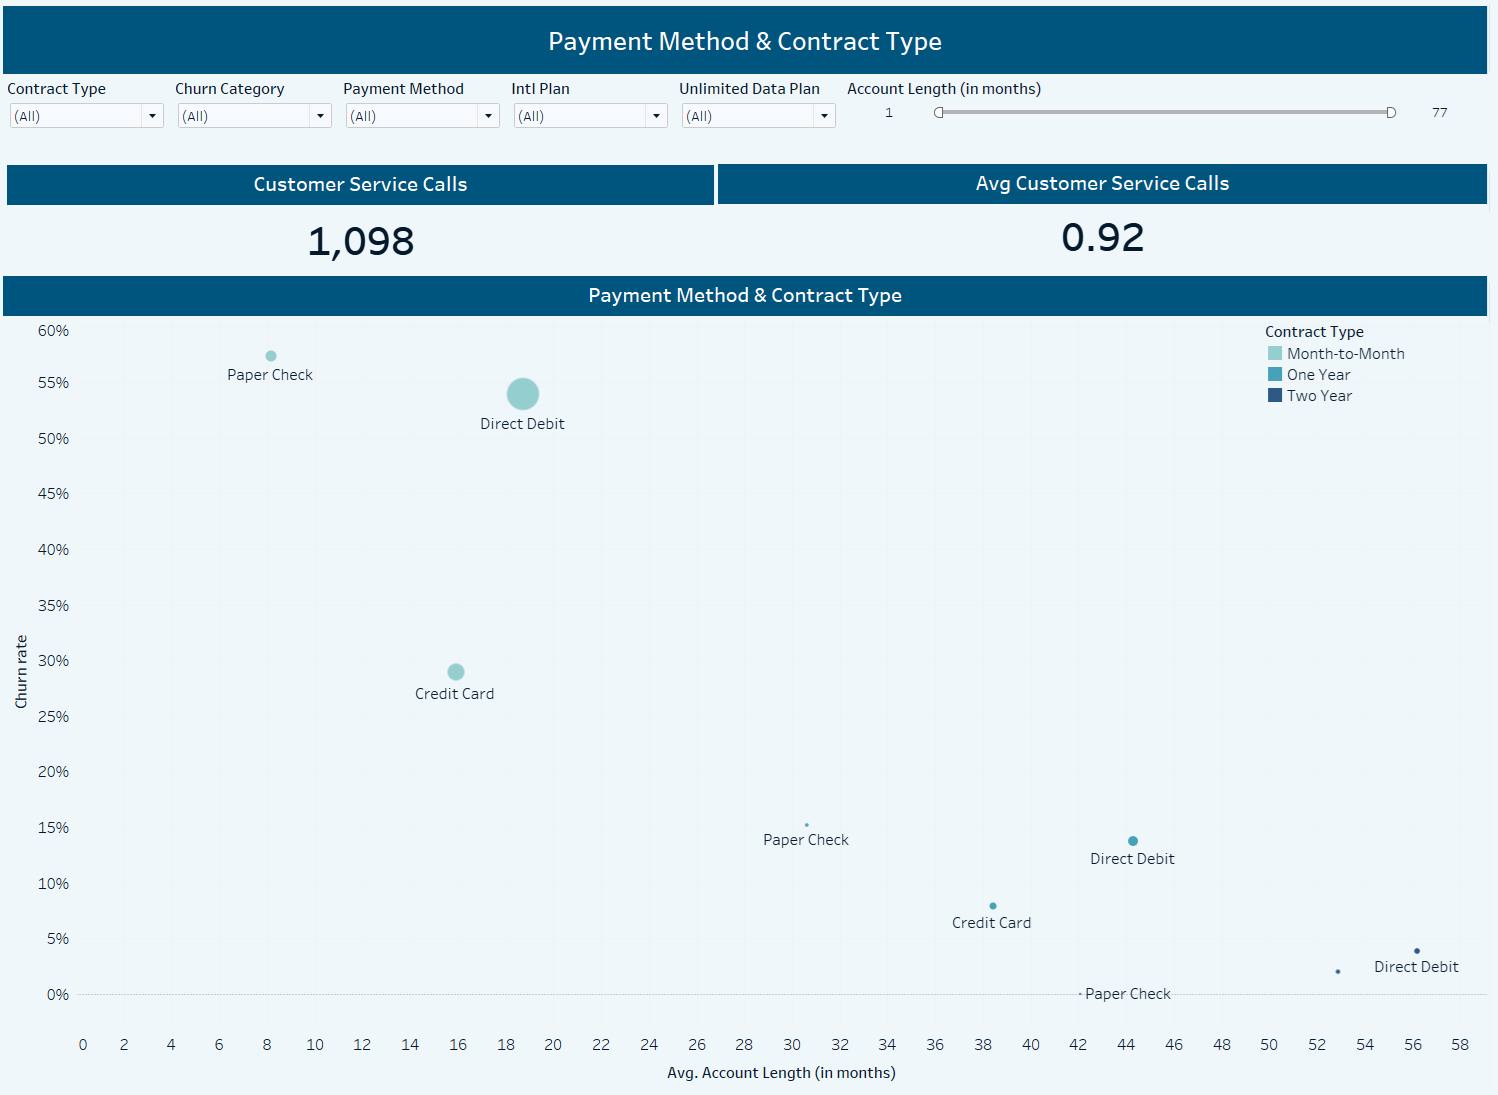 Payment Method & Contract Type
Contract Type Churn Category Payment Method Intl Plan Unlimited Data Plan Account Length (in months)
(All) (All) (All) (All) (All) 1 77
Customer Service Calls Avg Customer Service Calls
1,098 0.92
Payment Method & Contract Type
Contract Type
Month-to-Month
One Year
Two Year
60%
55%
50%
45%
40%
35%
30%
25%
20%
15%
10%
5%
0%
Churn rate
Paper Check
Direct Debit
Credit Card
Paper Check
Direct Debit
Credit Card
Direct Debit
Paper Check
0 2 4 6 8 10 12 14 16 18 20 22 24 26 28 30 32 34 36 38 40 42 44 46 48 50 52 54 56 58
Avg. Account Length (in months)